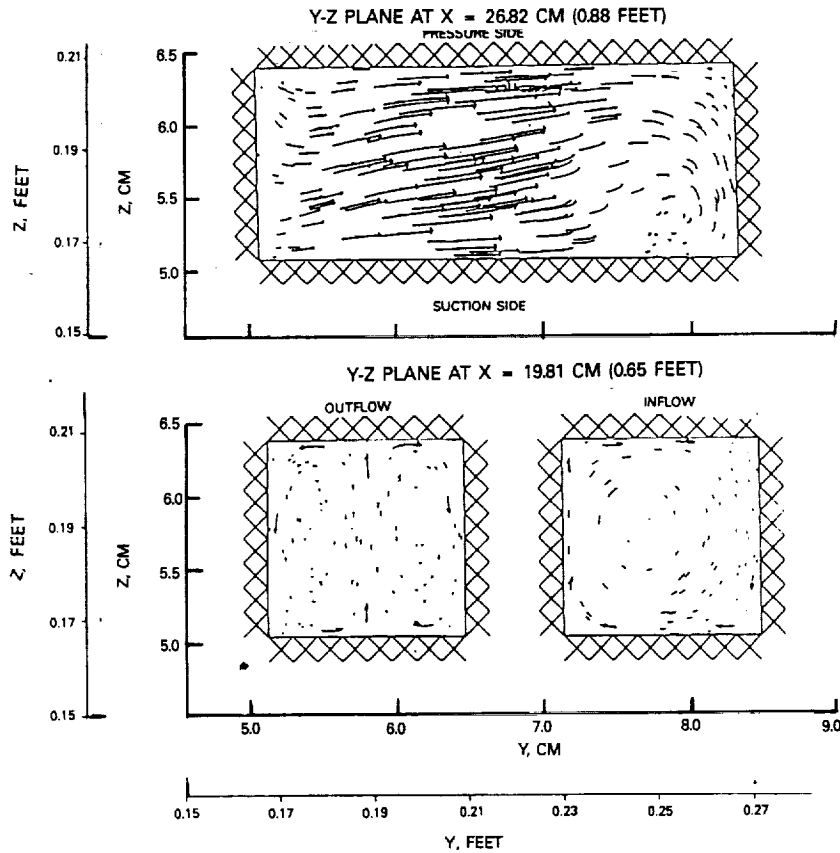 Y-Z PLANE AT X = 26.82 CM (0.88 FEET)
PRESSURE SIDE
0.21
0.19
0.17
0.15
Z, FEET
6.5
6.0
5.5
5.0
Z, CM
SUCTION SIDE
Y-Z PLANE AT X = 19.81 CM (0.65 FEET)
OUTFLOW
INFLOW
0.21
0.19
0.17
0.15
Z, FEET
6.5
6.0
5.5
5.0
Z, CM
5.0 6.0 7.0 8.0 9.0
Y, CM
0.15 0.17 0.19 0.21 0.23 0.25 0.27
Y, FEET